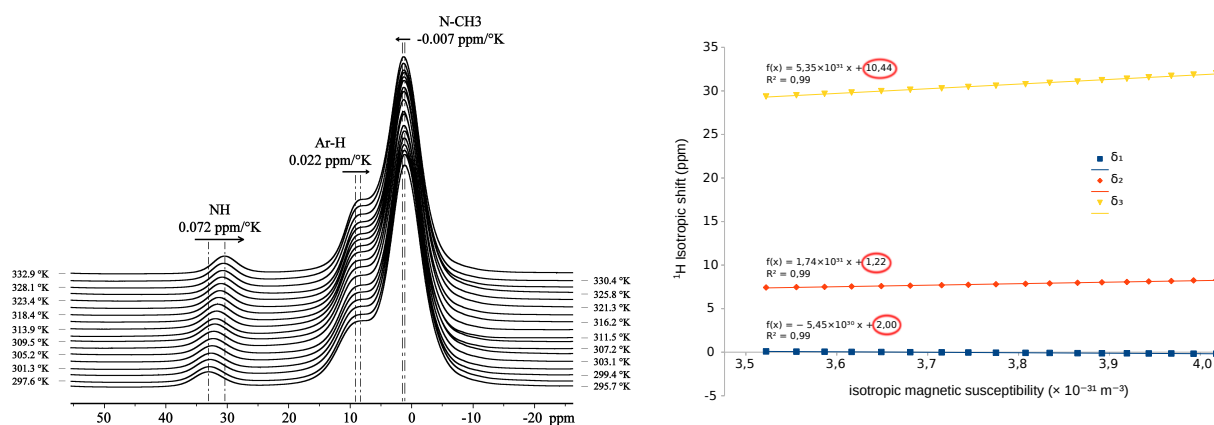 N-CH3
-0.007 ppm/°K
Ar-H
0.022 ppm/°K
NH
0.072 ppm/°K
332.9 °K
328.1 °K
323.4 °K
318.4 °K
313.9 °K
309.5 °K
305.2 °K
301.3 °K
297.6 °K
330.4 °K
325.8 °K
321.3 °K
316.2 °K
311.5 °K
307.2 °K
303.1 °K
299.4 °K
295.7 °K
50 40 30 20 10 0 -10 -20 ppm
35
30
25
20
15
10
5
0
-5
¹H Isotropic shift (ppm)
f(x) = 5,35×10³¹ x + 10,44
R² = 0,99
δ₁
δ₂
δ₃
f(x) = 1,74×10³¹ x + 1,22
R² = 0,99
f(x) = − 5,45×10³⁰ x + 2,00
R² = 0,99
3,5 3,6 3,7 3,8 3,9 4,0
isotropic magnetic susceptibility (× 10⁻³¹ m⁻³)